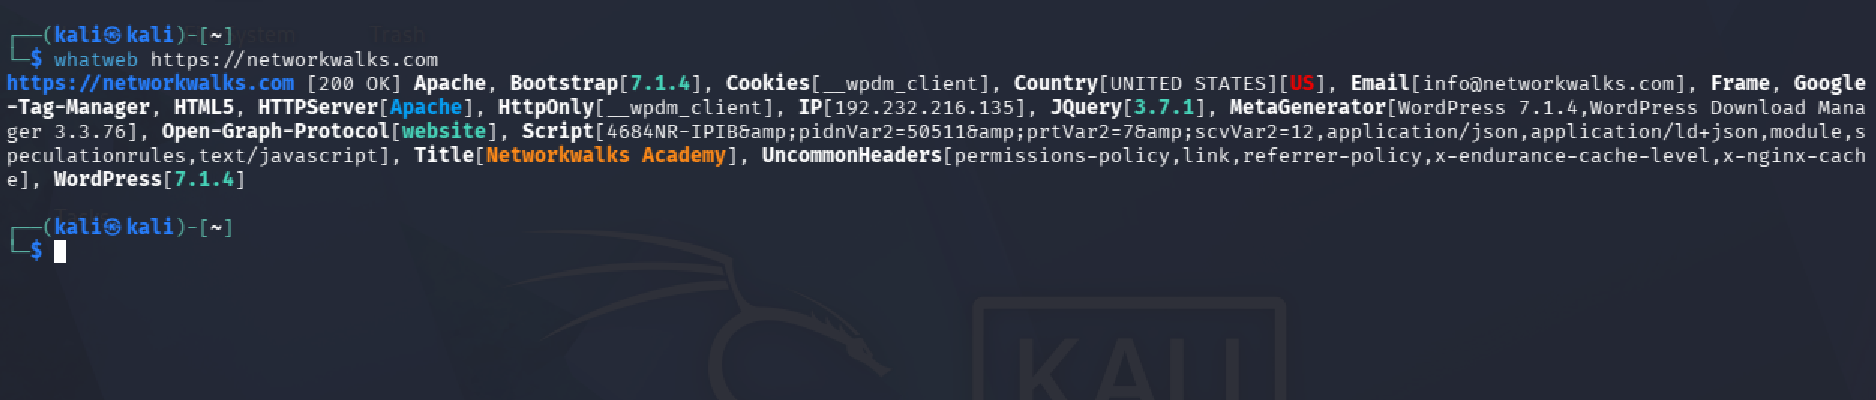 ┌──(kali㉿kali)-[~]
└─$ whatweb https://networkwalks.com
https://networkwalks.com [200 OK] Apache, Bootstrap[7.1.4], Cookies[__wpdm_client], Country[UNITED STATES][US], Email[info@networkwalks.com], Frame, Google
-Tag-Manager, HTML5, HTTPServer[Apache], HttpOnly[__wpdm_client], IP[192.232.216.135], JQuery[3.7.1], MetaGenerator[WordPress 7.1.4,WordPress Download Mana
ger 3.3.76], Open-Graph-Protocol[website], Script[4684NR-IPIB&amp;pidnVar2=50511&amp;prtVar2=7&amp;scvVar2=12,application/json,application/ld+json,module,s
peculationrules,text/javascript], Title[Networkwalks Academy], UncommonHeaders[permissions-policy,link,referrer-policy,x-endurance-cache-level,x-nginx-cach
e], WordPress[7.1.4]
┌──(kali㉿kali)-[~]
└─$
KALI